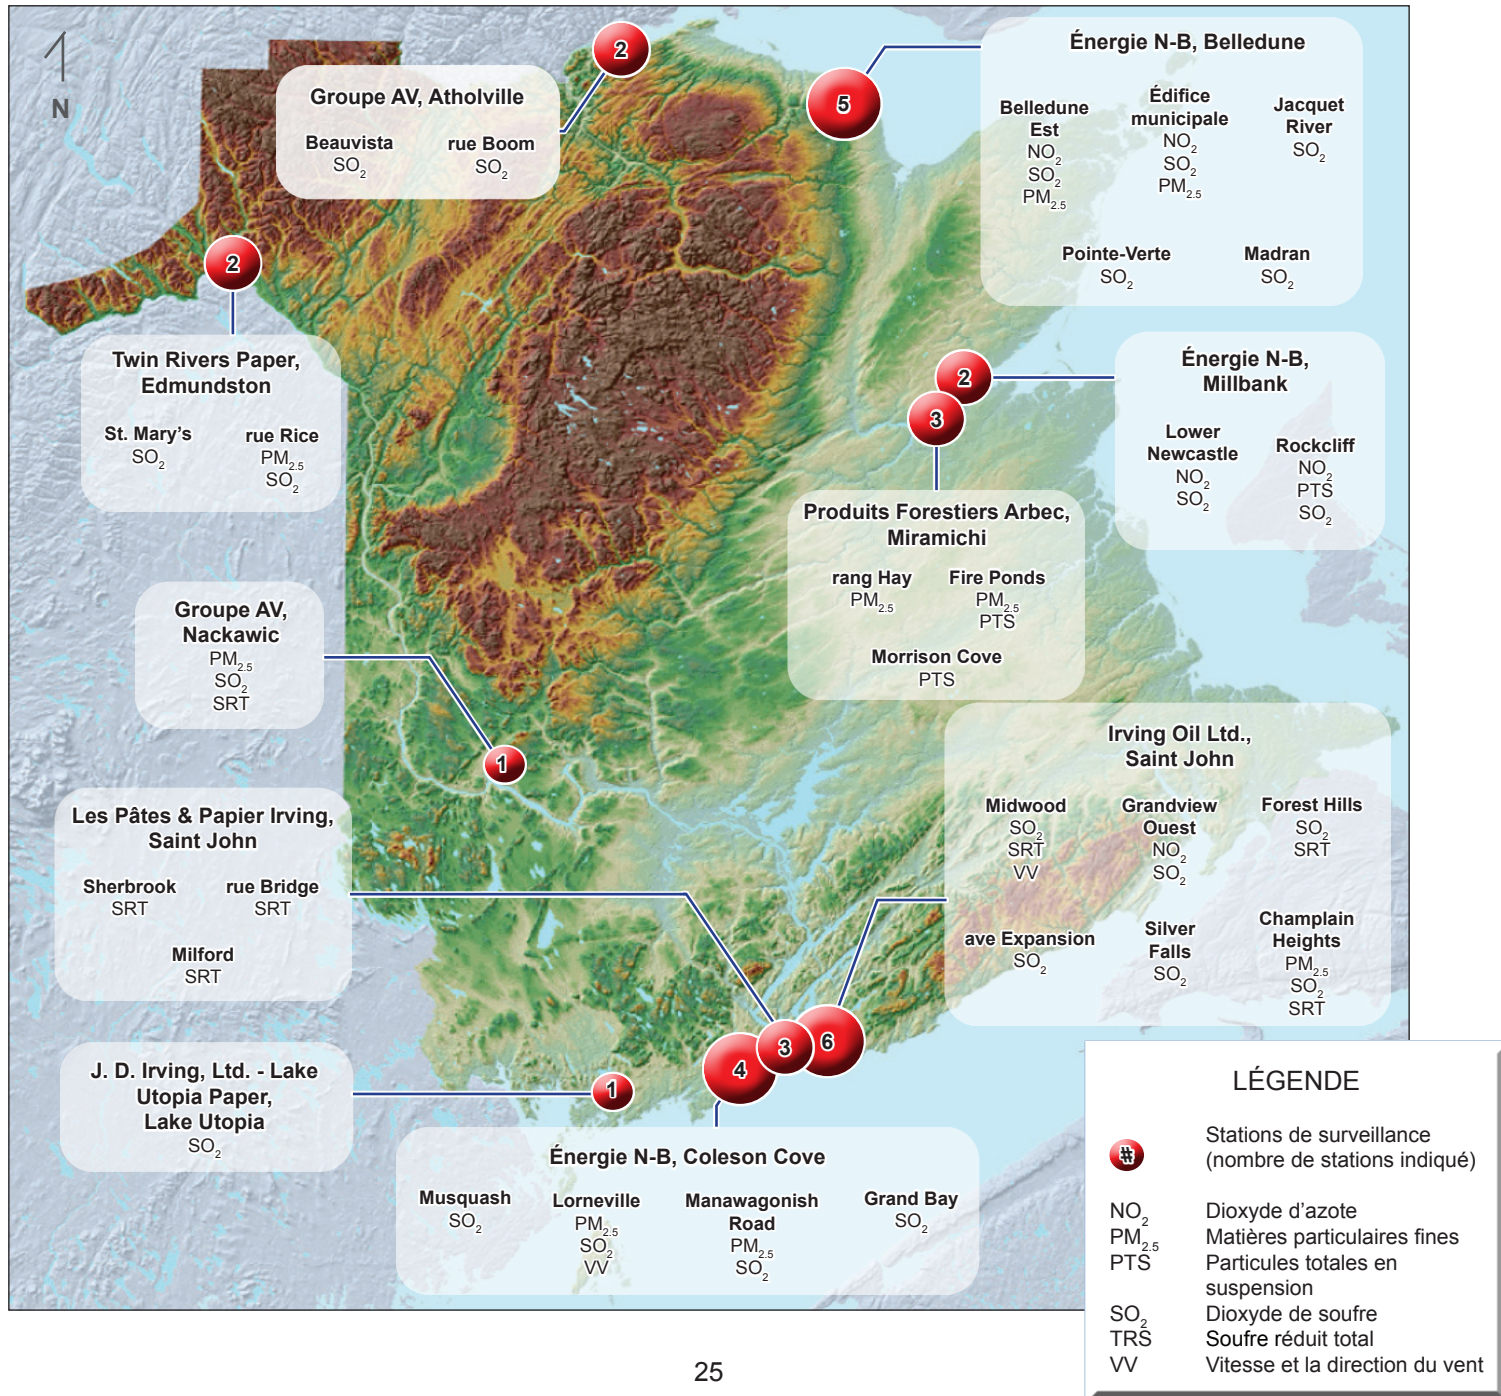 N
2
Groupe AV, Atholville
Beauvista
SO2
rue Boom
SO2
5
Énergie N-B, Belledune
Belledune
Est
NO2
SO2
PM2.5
Édifice
municipale
NO2
SO2
PM2.5
Jacquet
River
SO2
Pointe-Verte
SO2
Madran
SO2
2
Twin Rivers Paper,
Edmundston
St. Mary's
SO2
rue Rice
PM2.5
SO2
2
Énergie N-B,
Millbank
Lower
Newcastle
NO2
SO2
Rockcliff
NO2
PTS
SO2
3
Produits Forestiers Arbec,
Miramichi
rang Hay
PM2.5
Fire Ponds
PM2.5
PTS
Morrison Cove
PTS
Groupe AV,
Nackawic
PM2.5
SO2
SRT
1
Irving Oil Ltd.,
Saint John
Midwood
SO2
SRT
VV
Grandview
Ouest
NO2
SO2
Forest Hills
SO2
SRT
ave Expansion
SO2
Silver
Falls
SO2
Champlain
Heights
PM2.5
SO2
SRT
Les Pâtes & Papier Irving,
Saint John
Sherbrook
SRT
rue Bridge
SRT
Milford
SRT
4
3
6
J. D. Irving, Ltd. - Lake
Utopia Paper,
Lake Utopia
SO2
1
Énergie N-B, Coleson Cove
Musquash
SO2
Lorneville
PM2.5
SO2
VV
Manawagonish
Road
PM2.5
SO2
Grand Bay
SO2
LÉGENDE
# Stations de surveillance
(nombre de stations indiqué)
NO2 Dioxyde d'azote
PM2.5 Matières particulaires fines
PTS Particules totales en
suspension
SO2 Dioxyde de soufre
TRS Soufre réduit total
VV Vitesse et la direction du vent
25